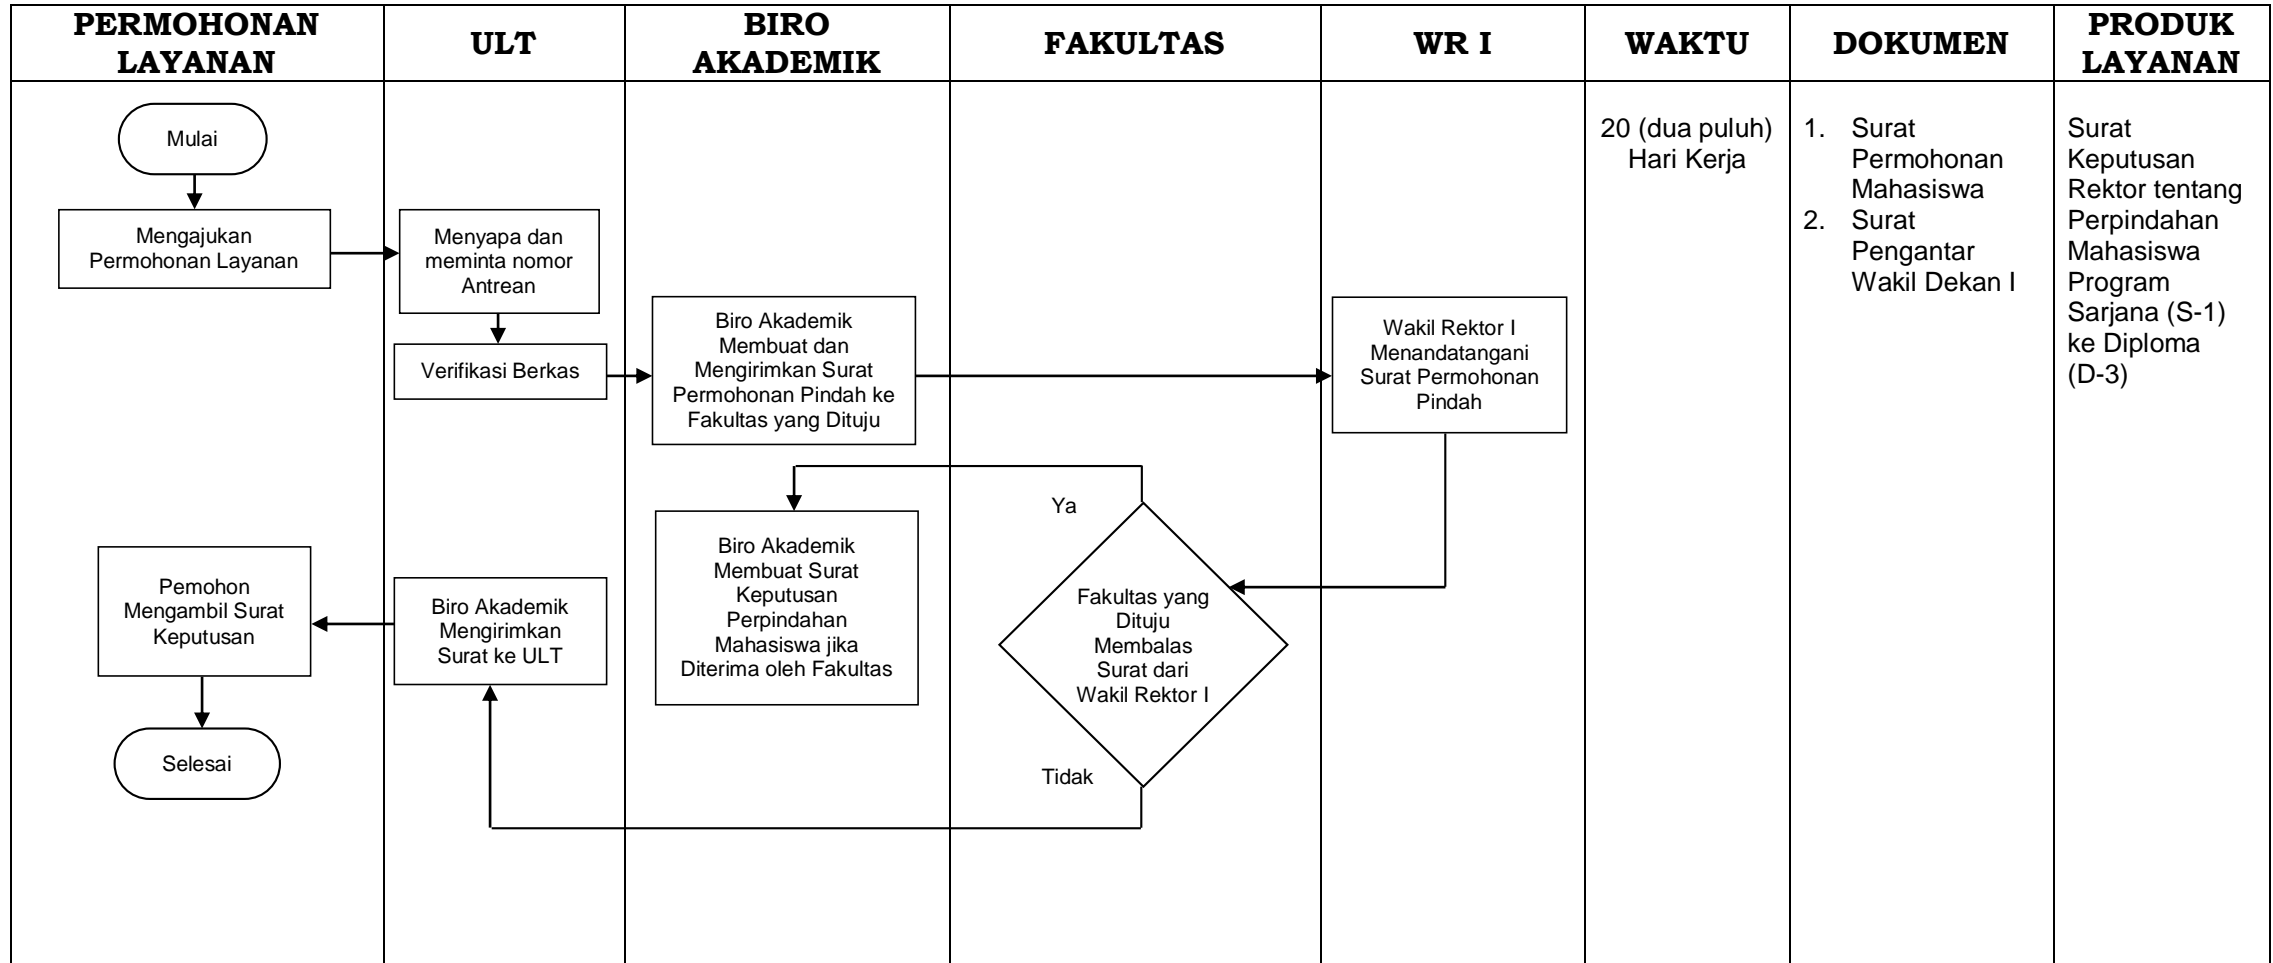 PERMOHONAN
LAYANAN
ULT
BIRO
AKADEMIK
FAKULTAS
WR I
WAKTU
DOKUMEN
PRODUK
LAYANAN
Mulai
Mengajukan
Permohonan Layanan
Menyapa dan
meminta nomor
Antrean
Verifikasi Berkas
Biro Akademik
Membuat dan
Mengirimkan Surat
Permohonan Pindah ke
Fakultas yang Dituju
Wakil Rektor I
Menandatangani
Surat Permohonan
Pindah
Ya
Fakultas yang
Dituju
Membalas
Surat dari
Wakil Rektor I
Tidak
Biro Akademik
Membuat Surat
Keputusan
Perpindahan
Mahasiswa jika
Diterima oleh Fakultas
Biro Akademik
Mengirimkan
Surat ke ULT
Pemohon
Mengambil Surat
Keputusan
Selesai
20 (dua puluh)
Hari Kerja
1. Surat
Permohonan
Mahasiswa
2. Surat
Pengantar
Wakil Dekan I
Surat
Keputusan
Rektor tentang
Perpindahan
Mahasiswa
Program
Sarjana (S-1)
ke Diploma
(D-3)